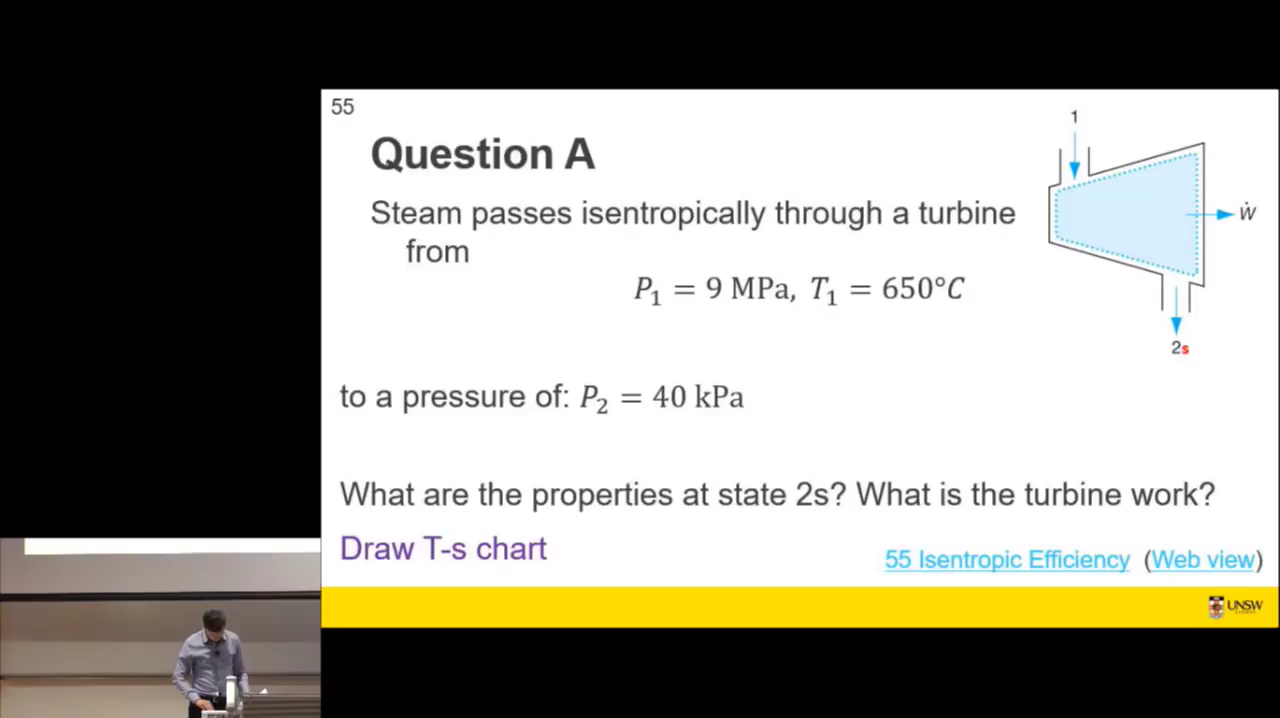 55
Question A
Steam passes isentropically through a turbine
from
P₁ = 9 MPa, T₁ = 650°C
to a pressure of: P₂ = 40 kPa
What are the properties at state 2s? What is the turbine work?
Draw T-s chart
55 Isentropic Efficiency (Web view)
1
Ẇ
2s
UNSW